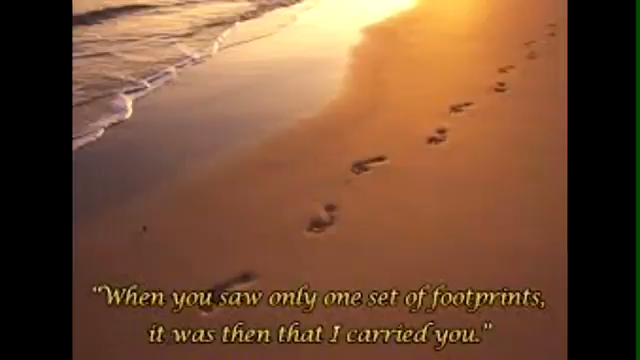 "When you saw only one set of footprints,
it was then that I carried you."